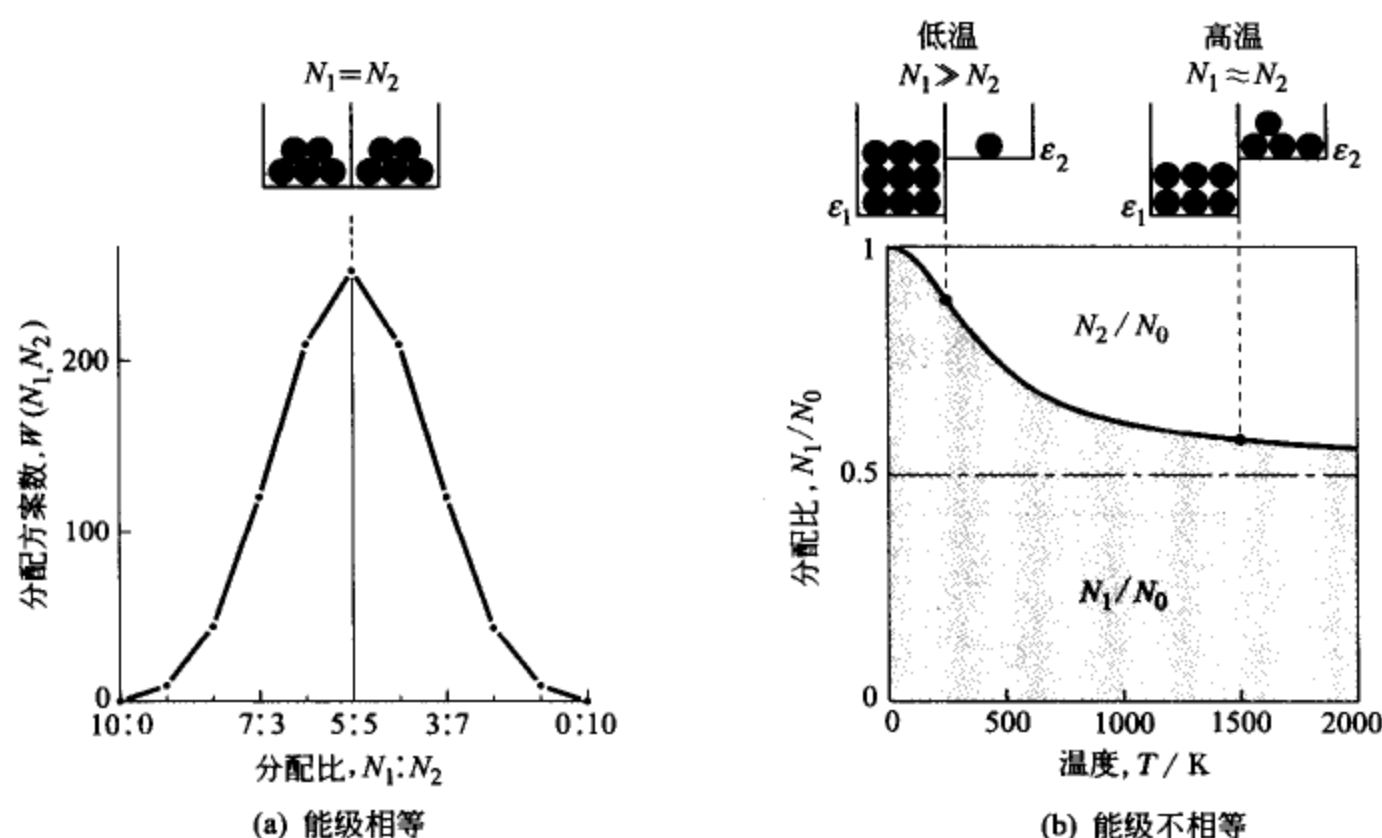 N₁=N₂
200
100
0
分配方案数, W(N₁,N₂)
10∶0
7∶3
5∶5
3∶7
0∶10
分配比, N₁∶N₂
(a) 能级相等
低温
N₁≫N₂
高温
N₁≈N₂
ε₁
ε₂
ε₁
ε₂
1
0.5
0
分配比, N₁/N₀
N₂/N₀
N₁/N₀
0
500
1000
1500
2000
温度, T/K
(b) 能级不相等